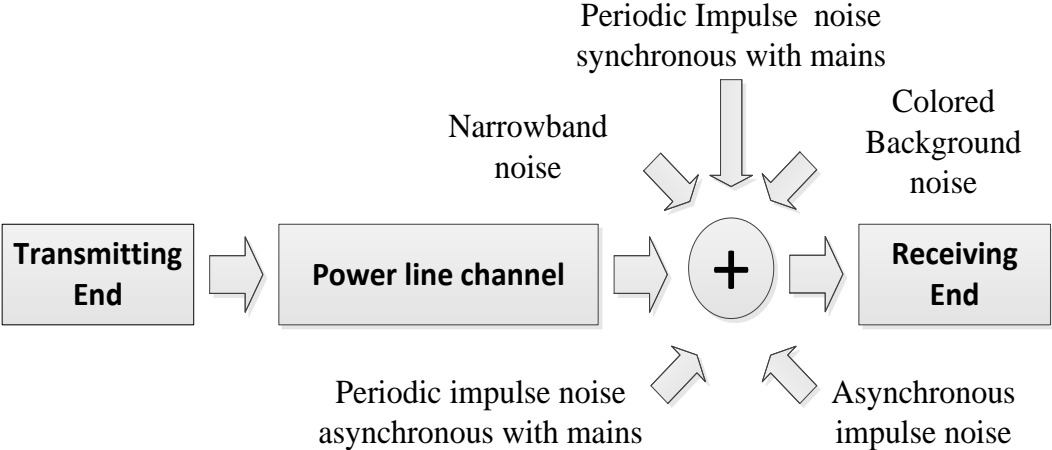 Periodic Impulse noise
synchronous with mains
Narrowband
noise
Colored
Background
noise
Transmitting
End
Power line channel
+
Receiving
End
Periodic impulse noise
asynchronous with mains
Asynchronous
impulse noise